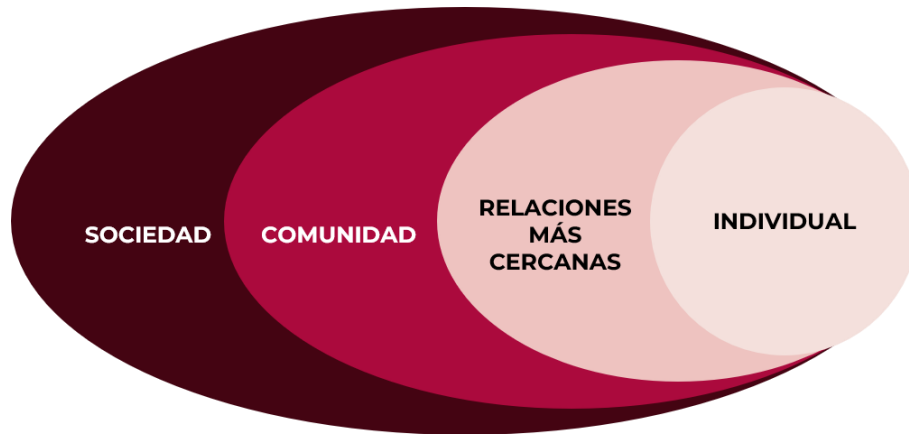 SOCIEDAD
COMUNIDAD
RELACIONES
MÁS
CERCANAS
INDIVIDUAL